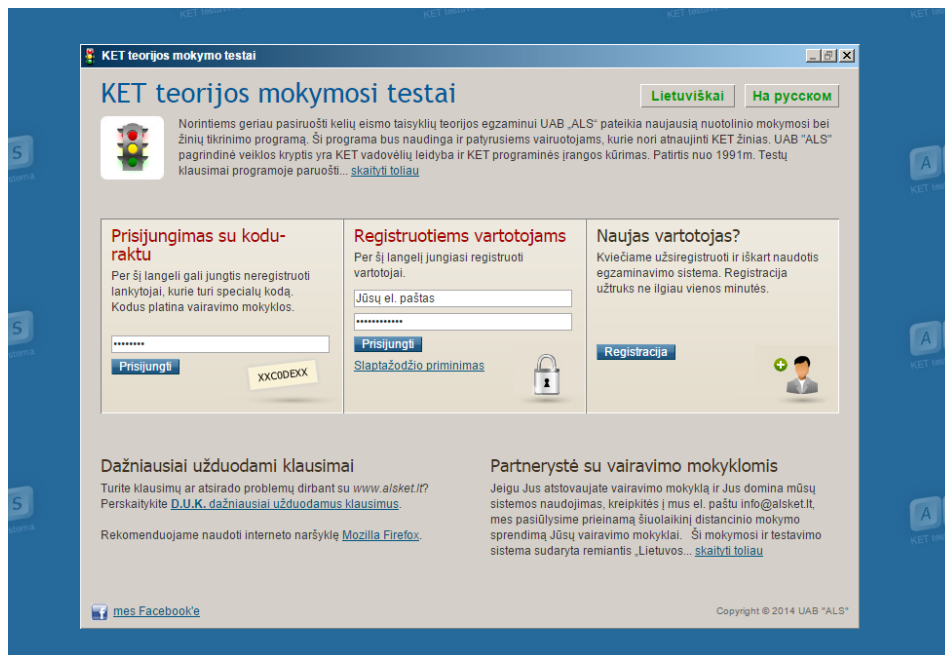 KET teorijos mokymo testai
KET teorijos mokymosi testai
Lietuviškai
На русском
Norintiems geriau pasiruošti kelių eismo taisyklių teorijos egzaminui UAB „ALS“ pateikia naujausią nuotolinio mokymosi bei
žinių tikrinimo programą. Ši programa bus naudinga ir patyrusiems vairuotojams, kurie nori atnaujinti KET žinias. UAB "ALS"
pagrindinė veiklos kryptis yra KET vadovėlių leidyba ir KET programinės įrangos kūrimas. Patirtis nuo 1991m. Testų
klausimai programoje paruošti... skaityti toliau
Prisijungimas su kodu-
raktu
Per šį langeli gali jungtis neregistruoti
lankytojai, kurie turi specialų kodą.
Kodus platina vairavimo mokyklos.
••••••••
Prisijungti
XXCODEXX
Registruotiems vartotojams
Per šį langelį jungiasi registruoti
vartotojai.
Jūsų el. paštas
••••••••••••
Prisijungti
Slaptažodžio priminimas
Naujas vartotojas?
Kviečiame užsiregistruoti ir iškart naudotis
egzaminavimo sistema. Registracija
užtruks ne ilgiau vienos minutės.
Registracija
Dažniausiai užduodami klausimai
Turite klausimų ar atsirado problemų dirbant su www.alsket.lt?
Perskaitykite D.U.K. dažniausiai užduodamus klausimus.
Rekomenduojame naudoti interneto naršyklę Mozilla Firefox.
Partnerystė su vairavimo mokyklomis
Jeigu Jus atstovaujate vairavimo mokyklą ir Jus domina mūsų
sistemos naudojimas, kreipkitės į mus el. paštu info@alsket.lt,
mes pasiūlysime prieinamą šiuolaikinį distancinio mokymo
sprendimą Jūsų vairavimo mokyklai. Ši mokymosi ir testavimo
sistema sudaryta remiantis „Lietuvos... skaityti toliau
mes Facebook'e
Copyright © 2014 UAB "ALS"